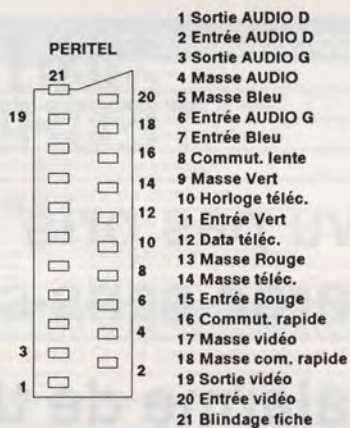 PERITEL
21
20
19
18
16
14
12
10
8
6
4
3
2
1
1 Sortie AUDIO D
2 Entrée AUDIO D
3 Sortie AUDIO G
4 Masse AUDIO
5 Masse Bleu
6 Entrée AUDIO G
7 Entrée Bleu
8 Commut. lente
9 Masse Vert
10 Horloge téléc.
11 Entrée Vert
12 Data téléc.
13 Masse Rouge
14 Masse téléc.
15 Entrée Rouge
16 Commut. rapide
17 Masse vidéo
18 Masse com. rapide
19 Sortie vidéo
20 Entrée vidéo
21 Blindage fiche